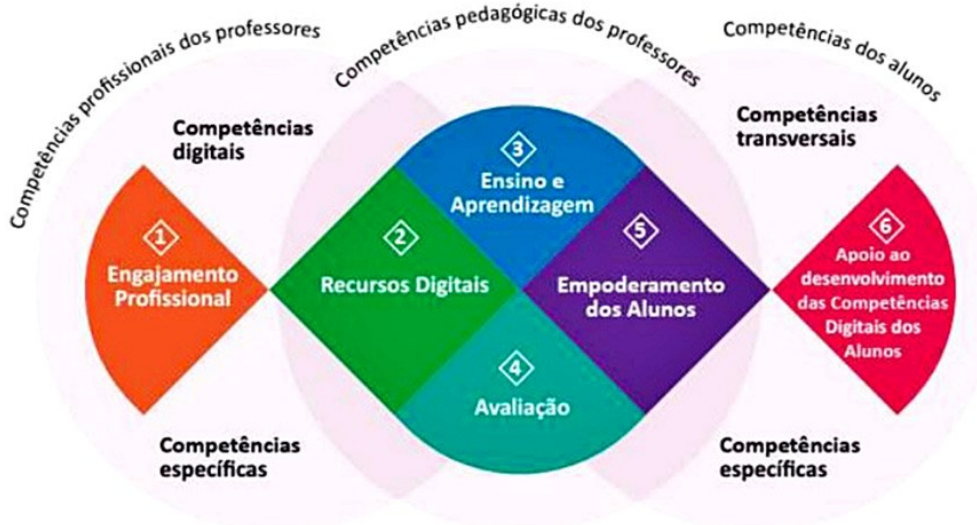 Competências profissionais dos professores
Competências pedagógicas dos professores
Competências dos alunos
Competências
digitais
Competências
transversais
1
Engajamento
Profissional
2
Recursos Digitais
3
Ensino e
Aprendizagem
4
Avaliação
5
Empoderamento
dos Alunos
6
Apoio ao
desenvolvimento
das Competências
Digitais dos
Alunos
Competências
específicas
Competências
específicas